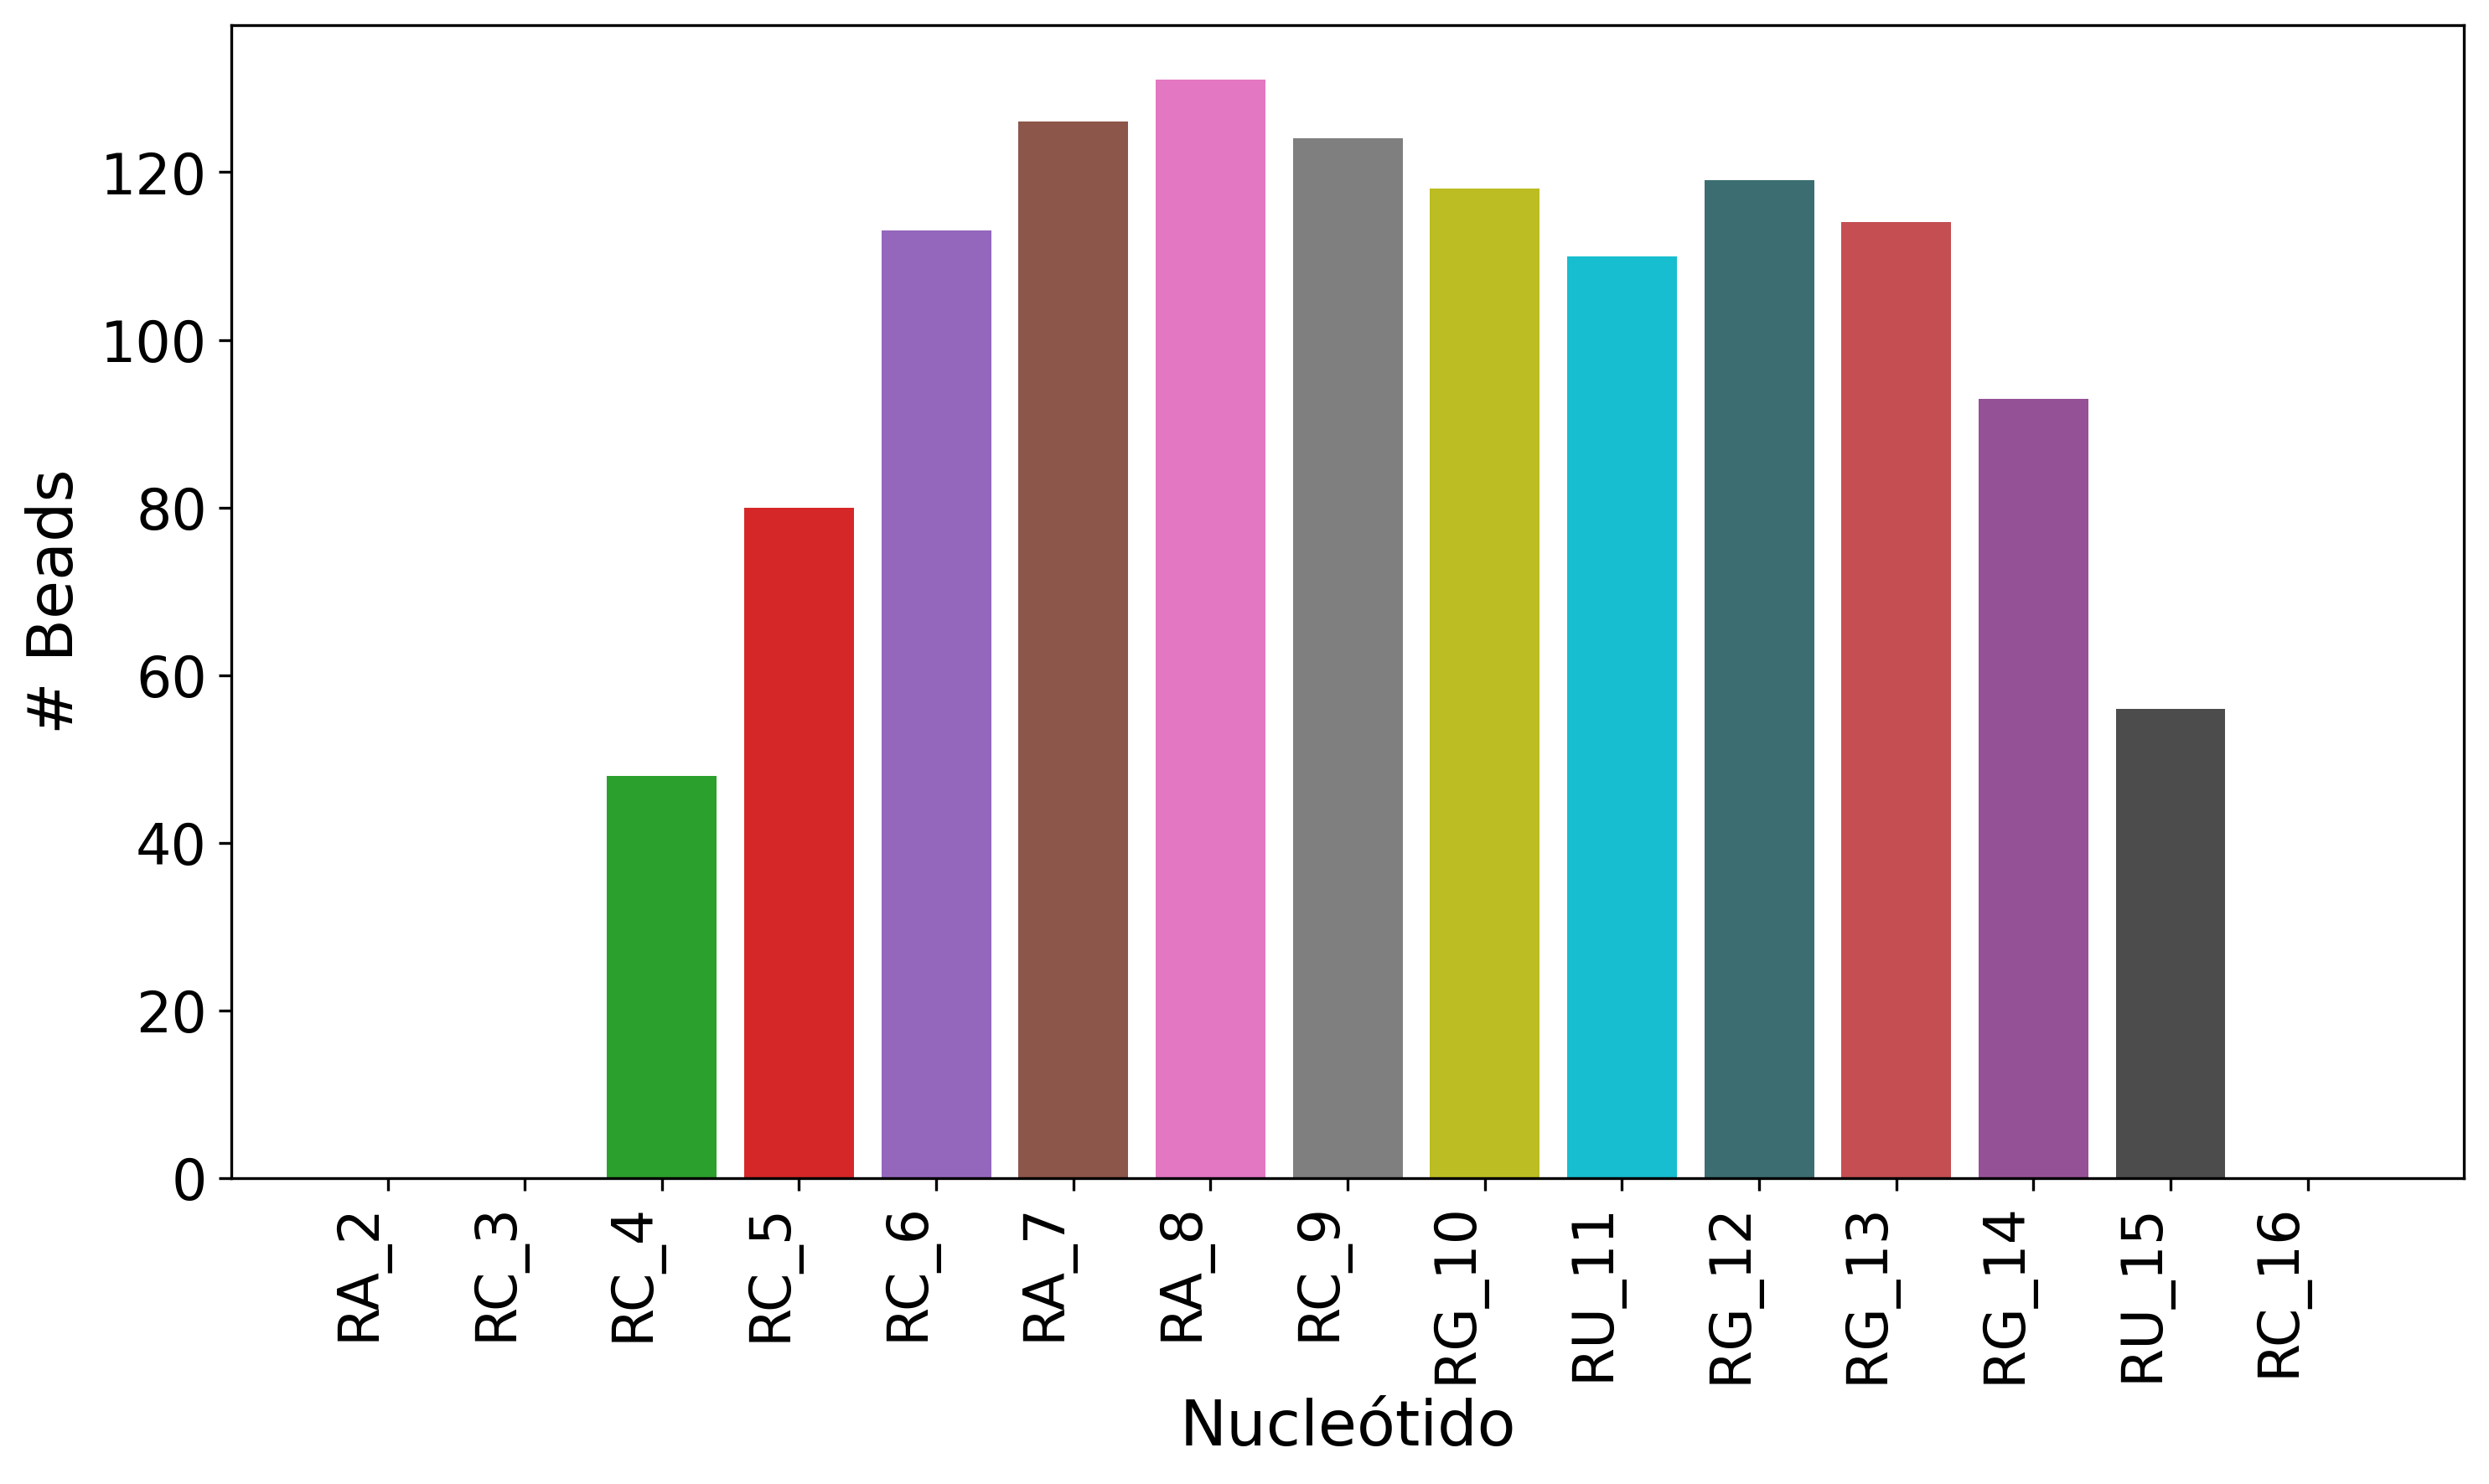 # Beads
120
100
80
60
40
20
0
RA_2
RC_3
RC_4
RC_5
RC_6
RA_7
RA_8
RC_9
RG_10
RU_11
RG_12
RG_13
RG_14
RU_15
RC_16
Nucleótido